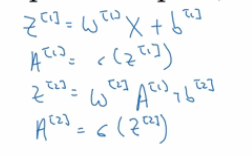 Z^[1] = W^[1] X + b^[1]
A^[1] = σ(Z^[1])
Z^[2] = W^[2] A^[1] + b^[2]
A^[2] = σ(Z^[2])